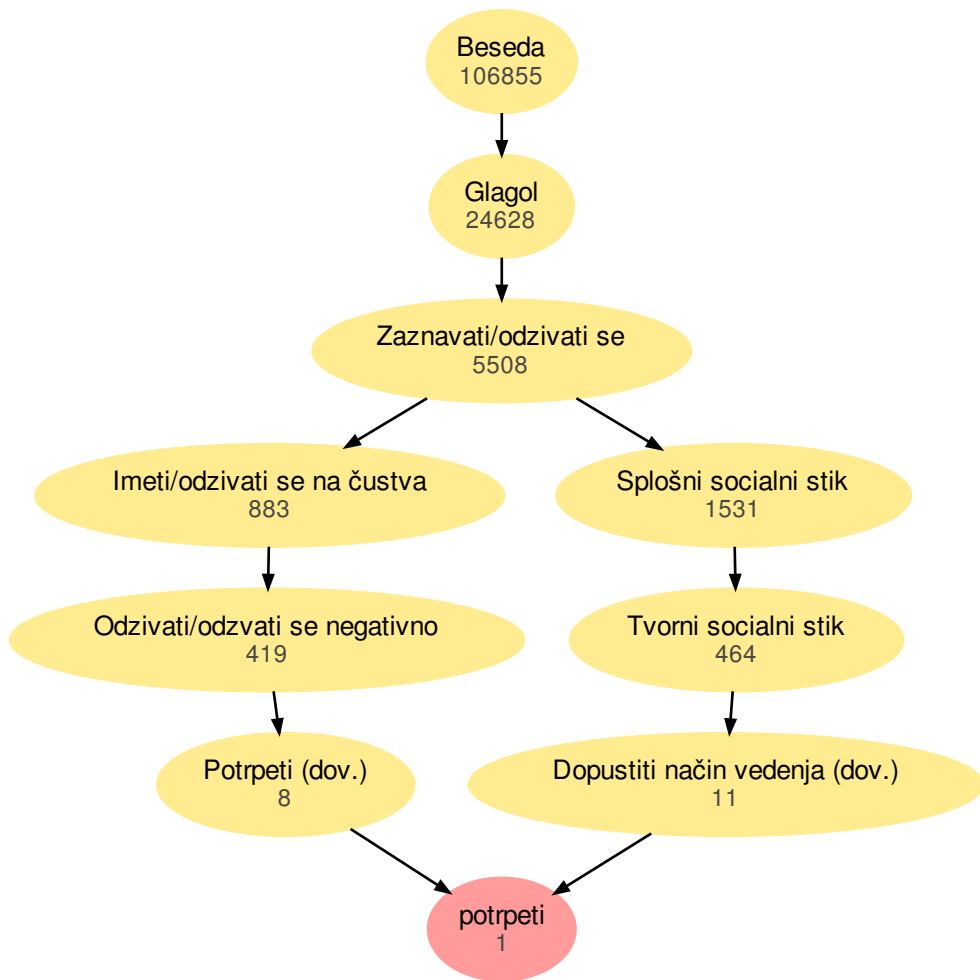 Beseda
106855
Glagol
24628
Zaznavati/odzivati se
5508
Imeti/odzivati se na čustva
883
Splošni socialni stik
1531
Odzivati/odzvati se negativno
419
Tvorni socialni stik
464
Potrpeti (dov.)
8
Dopustiti način vedenja (dov.)
11
potrpeti
1